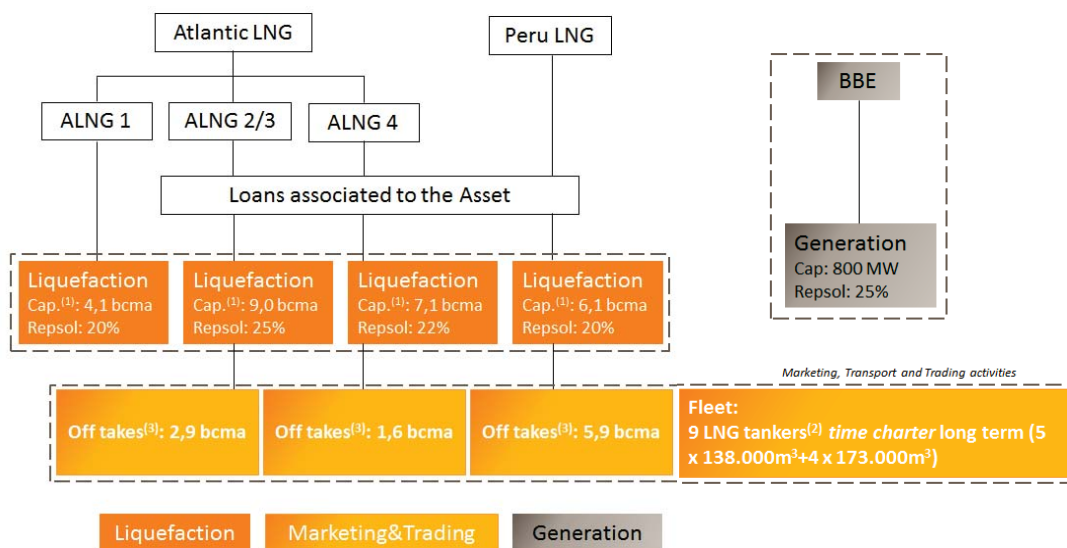 Atlantic LNG
Peru LNG
BBE
ALNG 1
ALNG 2/3
ALNG 4
Loans associated to the Asset
Liquefaction
Cap.(1): 4,1 bcma
Repsol: 20%
Liquefaction
Cap.(1): 9,0 bcma
Repsol: 25%
Liquefaction
Cap.(1): 7,1 bcma
Repsol: 22%
Liquefaction
Cap.(1): 6,1 bcma
Repsol: 20%
Generation
Cap: 800 MW
Repsol: 25%
Marketing, Transport and Trading activities
Off takes(3): 2,9 bcma
Off takes(3): 1,6 bcma
Off takes(3): 5,9 bcma
Fleet:
9 LNG tankers(2) time charter long term (5
x 138.000m3+4 x 173.000m3)
Liquefaction
Marketing&Trading
Generation